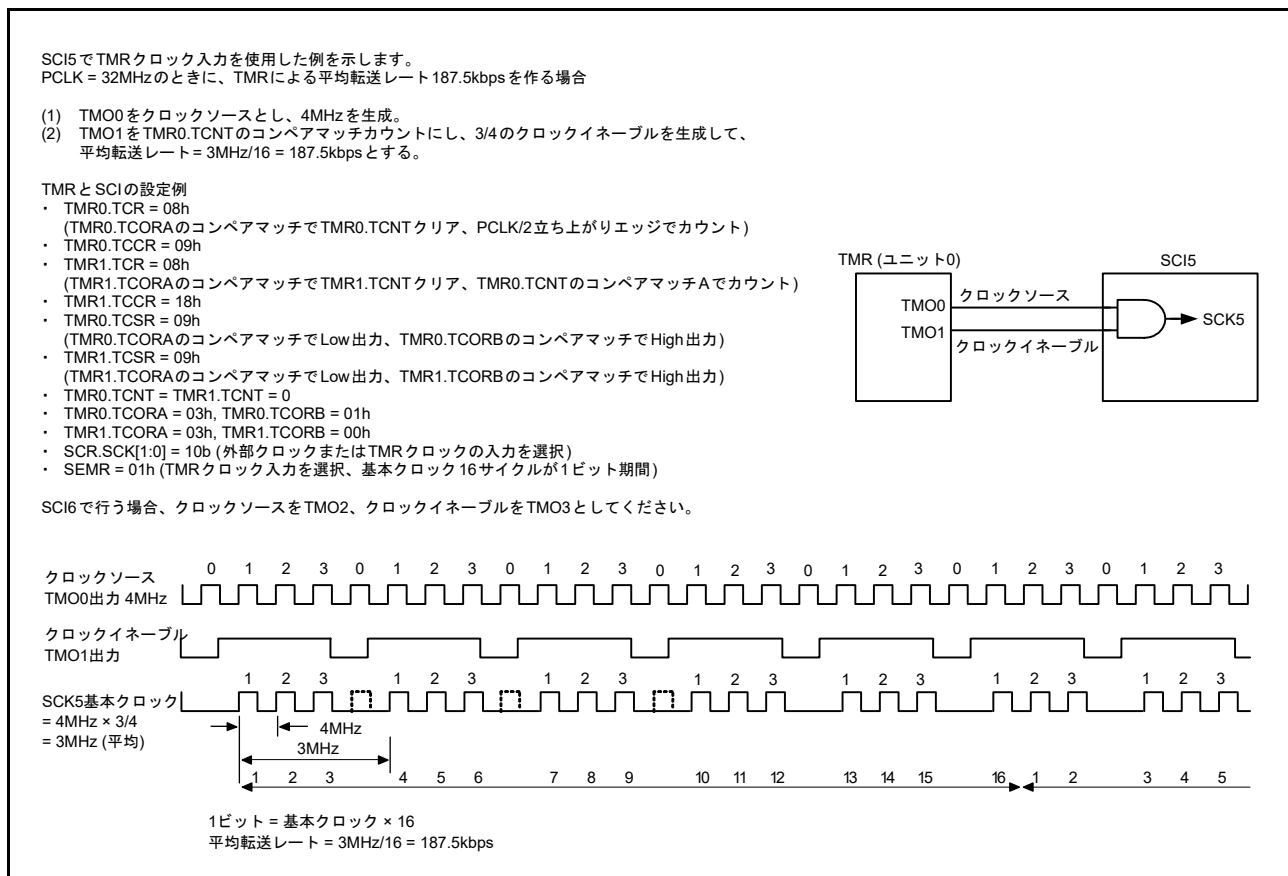 SCI5でTMRクロック入力を使用した例を示します。
PCLK = 32MHzのときに、TMRによる平均転送レート187.5kbpsを作る場合
(1) TMO0をクロックソースとし、4MHzを生成。
(2) TMO1をTMR0.TCNTのコンペアマッチカウントにし、3/4のクロックイネーブルを生成して、
平均転送レート= 3MHz/16 = 187.5kbpsとする。
TMRとSCIの設定例
・ TMR0.TCR = 08h
(TMR0.TCORAのコンペアマッチでTMR0.TCNTクリア、PCLK/2立ち上がりエッジでカウント)
・ TMR0.TCCR = 09h
・ TMR1.TCR = 08h
(TMR1.TCORAのコンペアマッチでTMR1.TCNTクリア、TMR0.TCNTのコンペアマッチAでカウント)
・ TMR1.TCCR = 18h
・ TMR0.TCSR = 09h
(TMR0.TCORAのコンペアマッチでLow出力、TMR0.TCORBのコンペアマッチでHigh出力)
・ TMR1.TCSR = 09h
(TMR1.TCORAのコンペアマッチでLow出力、TMR1.TCORBのコンペアマッチでHigh出力)
・ TMR0.TCNT = TMR1.TCNT = 0
・ TMR0.TCORA = 03h, TMR0.TCORB = 01h
・ TMR1.TCORA = 03h, TMR1.TCORB = 00h
・ SCR.SCK[1:0] = 10b (外部クロックまたはTMRクロックの入力を選択)
・ SEMR = 01h (TMRクロック入力を選択、基本クロック16サイクルが1ビット期間)
SCI6で行う場合、クロックソースをTMO2、クロックイネーブルをTMO3としてください。
TMR (ユニット0)
SCI5
TMO0
クロックソース
TMO1
クロックイネーブル
SCK5
0 1 2 3 0 1 2 3 0 1 2 3 0 1 2 3 0 1 2 3 0 1 2 3 0 1 2 3
クロックソース
TMO0出力 4MHz
クロックイネーブル
TMO1出力
1 2 3 1 2 3 1 2 3 1 2 3 1 2 3 1 2 3 1 2 3
SCK5基本クロック
= 4MHz × 3/4
= 3MHz (平均)
4MHz
3MHz
1 2 3 4 5 6 7 8 9 10 11 12 13 14 15 16 1 2 3 4 5
1ビット = 基本クロック × 16
平均転送レート = 3MHz/16 = 187.5kbps